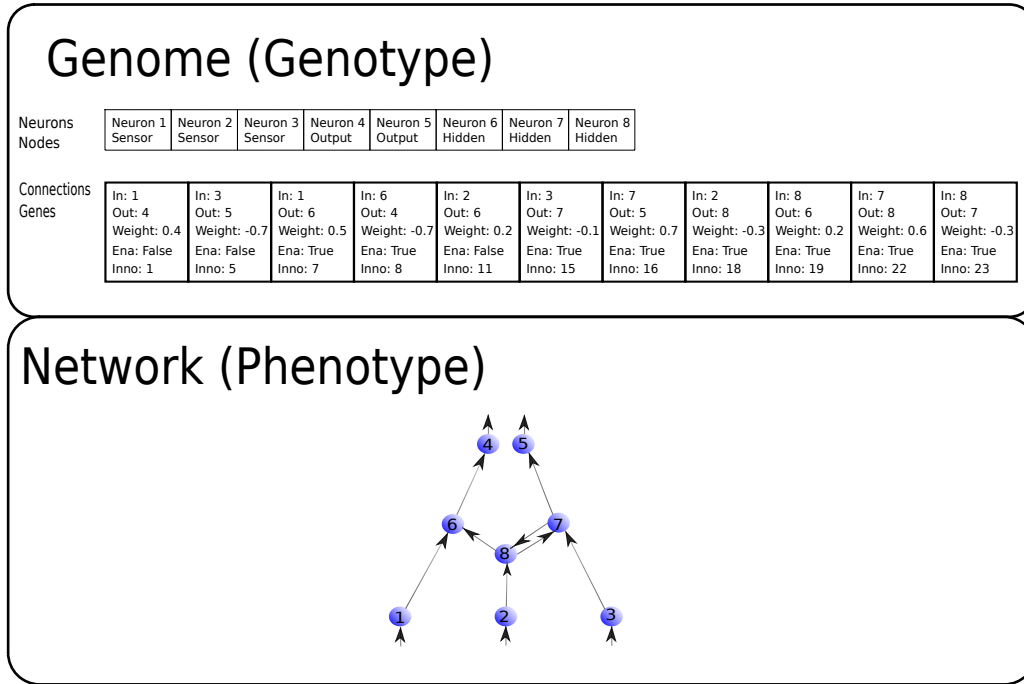 Genome (Genotype)
Neurons
Nodes
Neuron 1 Neuron 2 Neuron 3 Neuron 4 Neuron 5 Neuron 6 Neuron 7 Neuron 8
Sensor Sensor Sensor Output Output Hidden Hidden Hidden
Connections
Genes
In: 1 In: 3 In: 1 In: 6 In: 2 In: 3 In: 7 In: 2 In: 8 In: 7 In: 8
Out: 4 Out: 5 Out: 6 Out: 4 Out: 6 Out: 7 Out: 5 Out: 8 Out: 6 Out: 8 Out: 7
Weight: 0.4 Weight: -0.7 Weight: 0.5 Weight: -0.7 Weight: 0.2 Weight: -0.1 Weight: 0.7 Weight: -0.3 Weight: 0.2 Weight: 0.6 Weight: -0.3
Ena: False Ena: False Ena: True Ena: True Ena: False Ena: True Ena: True Ena: True Ena: True Ena: True Ena: True
Inno: 1 Inno: 5 Inno: 7 Inno: 8 Inno: 11 Inno: 15 Inno: 16 Inno: 18 Inno: 19 Inno: 22 Inno: 23
Network (Phenotype)
4 5
6 7
8
1 2 3